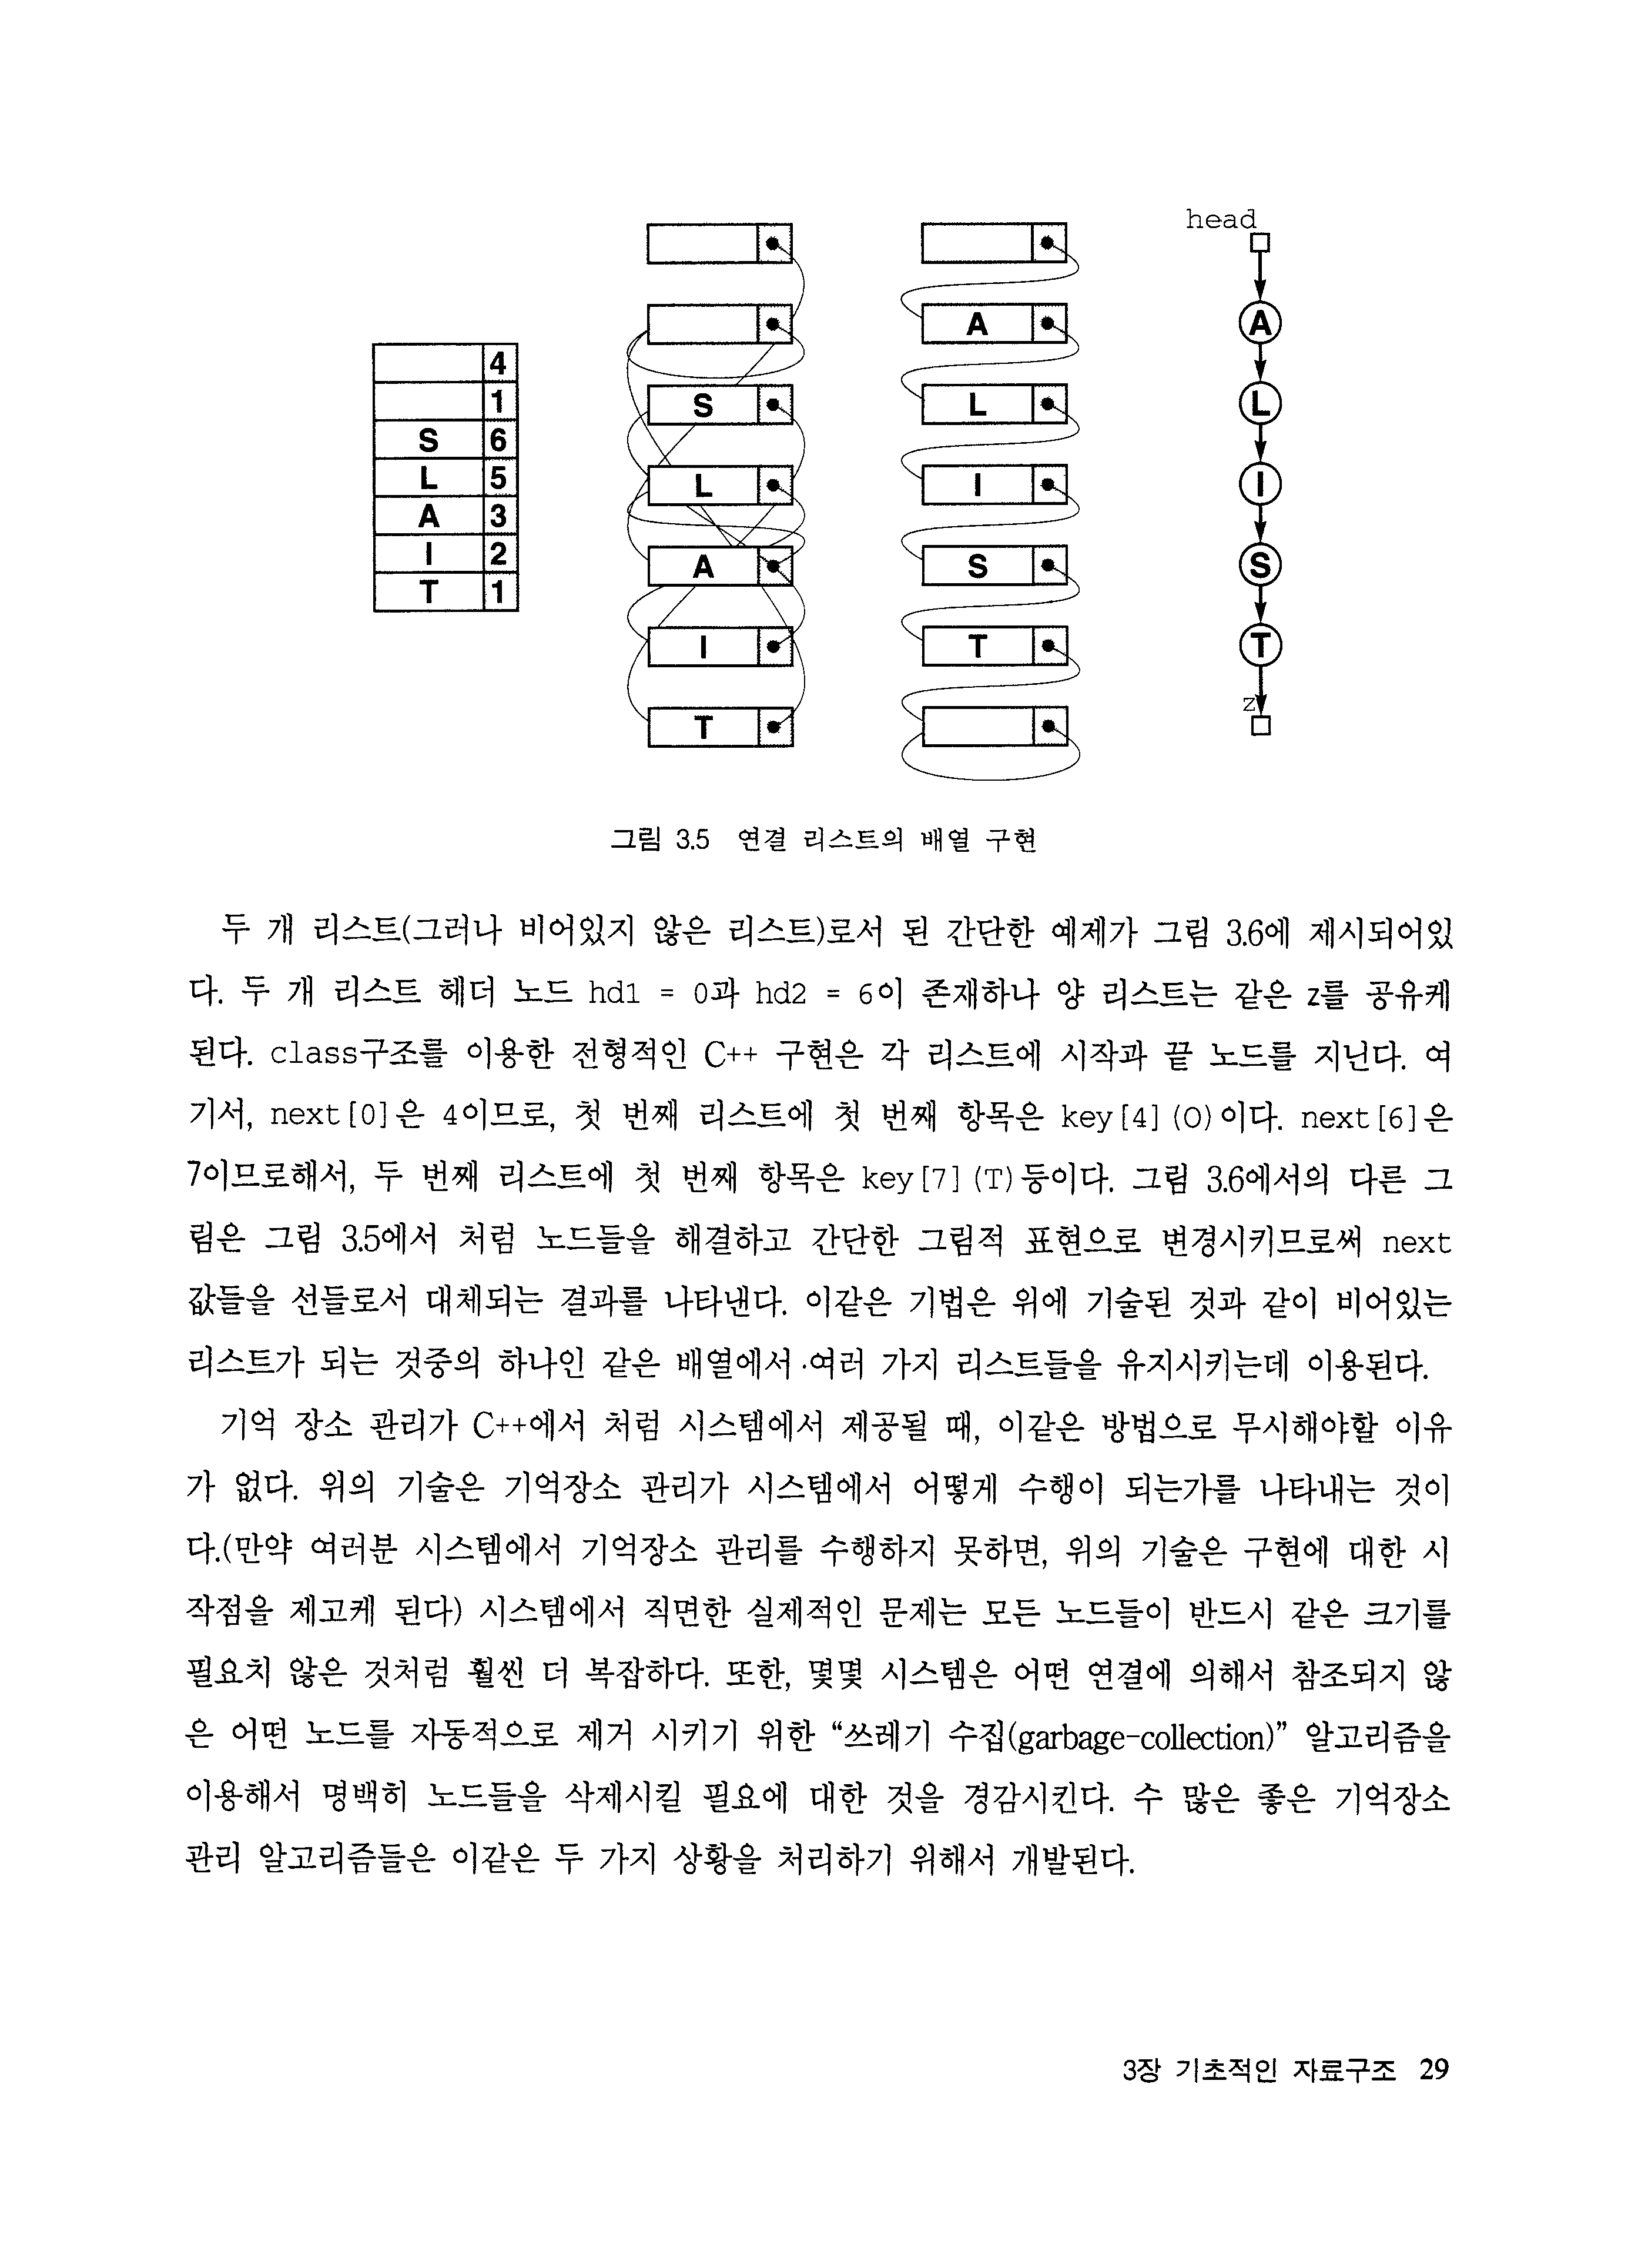 4
1
S 6
L 5
A 3
I 2
T 1
S
L
A
I
T
A
L
I
S
T
head
A
L
I
S
T
z
그림 3.5 연결 리스트의 배열 구현
두 개 리스트(그러나 비어있지 않은 리스트)로서 된 간단한 예제가 그림 3.6에 제시되어있
다. 두 개 리스트 헤더 노드 hd1 = 0과 hd2 = 6이 존재하나 양 리스트는 같은 z를 공유케
된다. class구조를 이용한 전형적인 C++ 구현은 각 리스트에 시작과 끝 노드를 지닌다. 여
기서, next[0]은 4이므로, 첫 번째 리스트에 첫 번째 항목은 key[4](O)이다. next[6]은
7이므로해서, 두 번째 리스트에 첫 번째 항목은 key[7](T)등이다. 그림 3.6에서의 다른 그
림은 그림 3.5에서 처럼 노드들을 해결하고 간단한 그림적 표현으로 변경시키므로써 next
값들을 선들로서 대체되는 결과를 나타낸다. 이같은 기법은 위에 기술된 것과 같이 비어있는
리스트가 되는 것중의 하나인 같은 배열에서 여러 가지 리스트들을 유지시키는데 이용된다.
기억 장소 관리가 C++에서 처럼 시스템에서 제공될 때, 이같은 방법으로 무시해야할 이유
가 없다. 위의 기술은 기억장소 관리가 시스템에서 어떻게 수행이 되는가를 나타내는 것이
다.(만약 여러분 시스템에서 기억장소 관리를 수행하지 못하면, 위의 기술은 구현에 대한 시
작점을 제고케 된다) 시스템에서 직면한 실제적인 문제는 모든 노드들이 반드시 같은 크기를
필요치 않은 것처럼 훨씬 더 복잡하다. 또한, 몇몇 시스템은 어떤 연결에 의해서 참조되지 않
은 어떤 노드를 자동적으로 제거 시키기 위한 “쓰레기 수집(garbage-collection)” 알고리즘을
이용해서 명백히 노드들을 삭제시킬 필요에 대한 것을 경감시킨다. 수 많은 좋은 기억장소
관리 알고리즘들은 이같은 두 가지 상황을 처리하기 위해서 개발된다.
3장 기초적인 자료구조 29